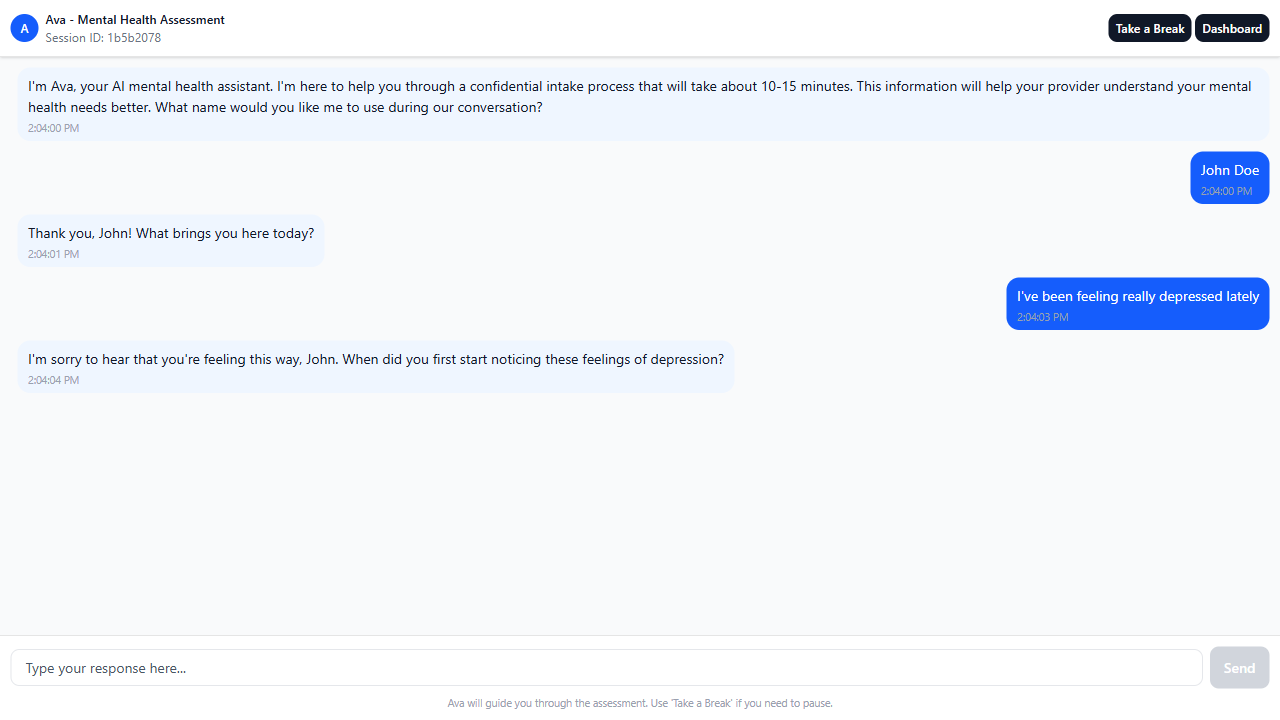 A
Ava - Mental Health Assessment
Session ID: 1b5b2078
Take a Break
Dashboard
I'm Ava, your AI mental health assistant. I'm here to help you through a confidential intake process that will take about 10-15 minutes. This information will help your provider understand your mental
health needs better. What name would you like me to use during our conversation?
2:04:00 PM
John Doe
2:04:00 PM
Thank you, John! What brings you here today?
2:04:01 PM
I've been feeling really depressed lately
2:04:03 PM
I'm sorry to hear that you're feeling this way, John. When did you first start noticing these feelings of depression?
2:04:04 PM
Type your response here...
Send
Ava will guide you through the assessment. Use 'Take a Break' if you need to pause.